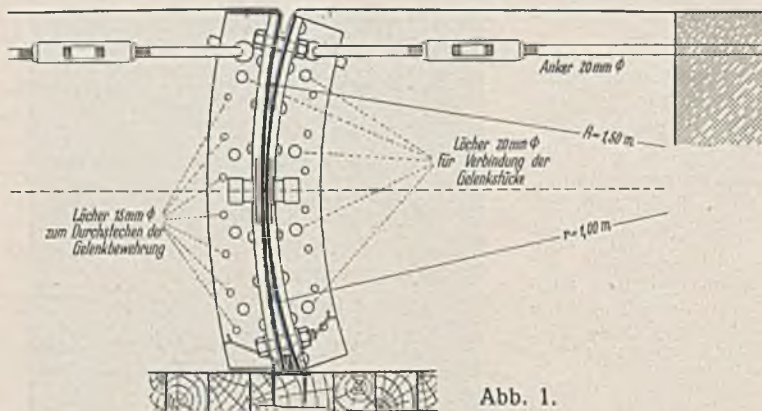 Anker 20mm Φ
R = 1,50 m
Löcher 20mm Φ
Für Verbindung der
Gelenkstücke
Löcher 15mm Φ
zum Durchstechen der
Gelenkbewehrung
r = 1,00 m
Abb. 1.